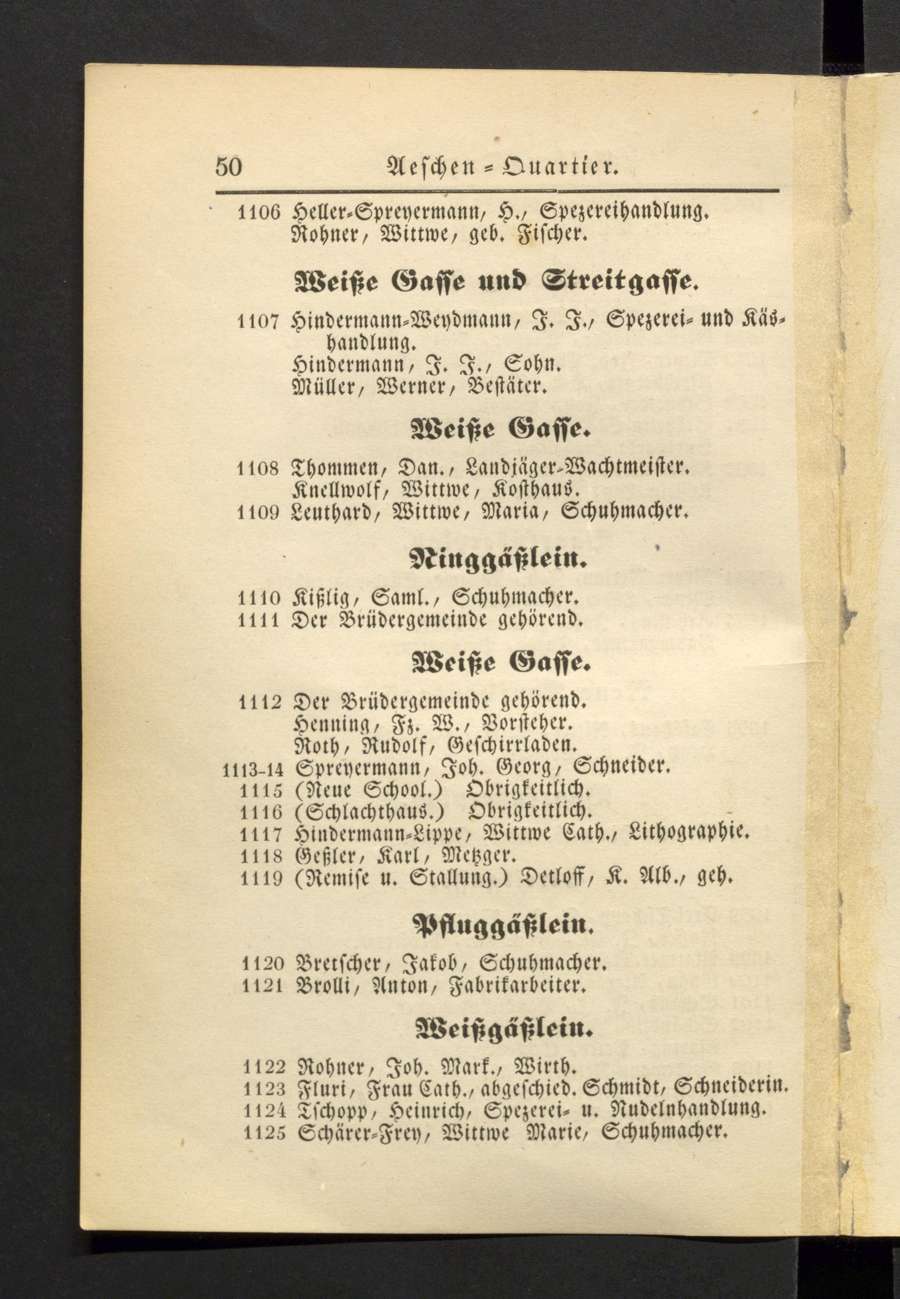 50 Aeschen-Quartier.
1106 Heller-Spreyermann, H., Spezereihandlung.
Rohner, Wittwe, geb. Fischer.
Weiße Gasse und Streitgasse.
1107 Hindermann-Weydmann, J. J., Spezerei- und Käs-
handlung.
Hindermann, J. J., Sohn.
Müller, Werner, Bestäter.
Weiße Gasse.
1108 Thommen, Dan., Landjäger-Wachtmeister.
Knellwolf, Wittwe, Kosthaus.
1109 Leuthard, Wittwe, Maria, Schuhmacher.
Ringgäßlein.
1110 Kißlig, Saml., Schuhmacher.
1111 Der Brüdergemeinde gehörend.
Weiße Gasse.
1112 Der Brüdergemeinde gehörend.
Henning, Fz. W., Vorsteher.
Roth, Rudolf, Geschirrladen.
1113-14 Spreyermann, Joh. Georg, Schneider.
1115 (Neue School.) Obrigkeitlich.
1116 (Schlachthaus.) Obrigkeitlich.
1117 Hindermann-Lippe, Wittwe Cath., Lithographie.
1118 Geßler, Karl, Metzger.
1119 (Remise u. Stallung.) Detloff, K. Alb., geh.
Pfluggäßlein.
1120 Bretscher, Jakob, Schuhmacher.
1121 Brolli, Anton, Fabrikarbeiter.
Weißgäßlein.
1122 Rohner, Joh. Mark., Wirth.
1123 Fluri, Frau Cath., abgeschied. Schmidt, Schneiderin.
1124 Tschopp, Heinrich, Spezerei- u. Nudelnhandlung.
1125 Schärer-Frey, Wittwe Marie, Schuhmacher.